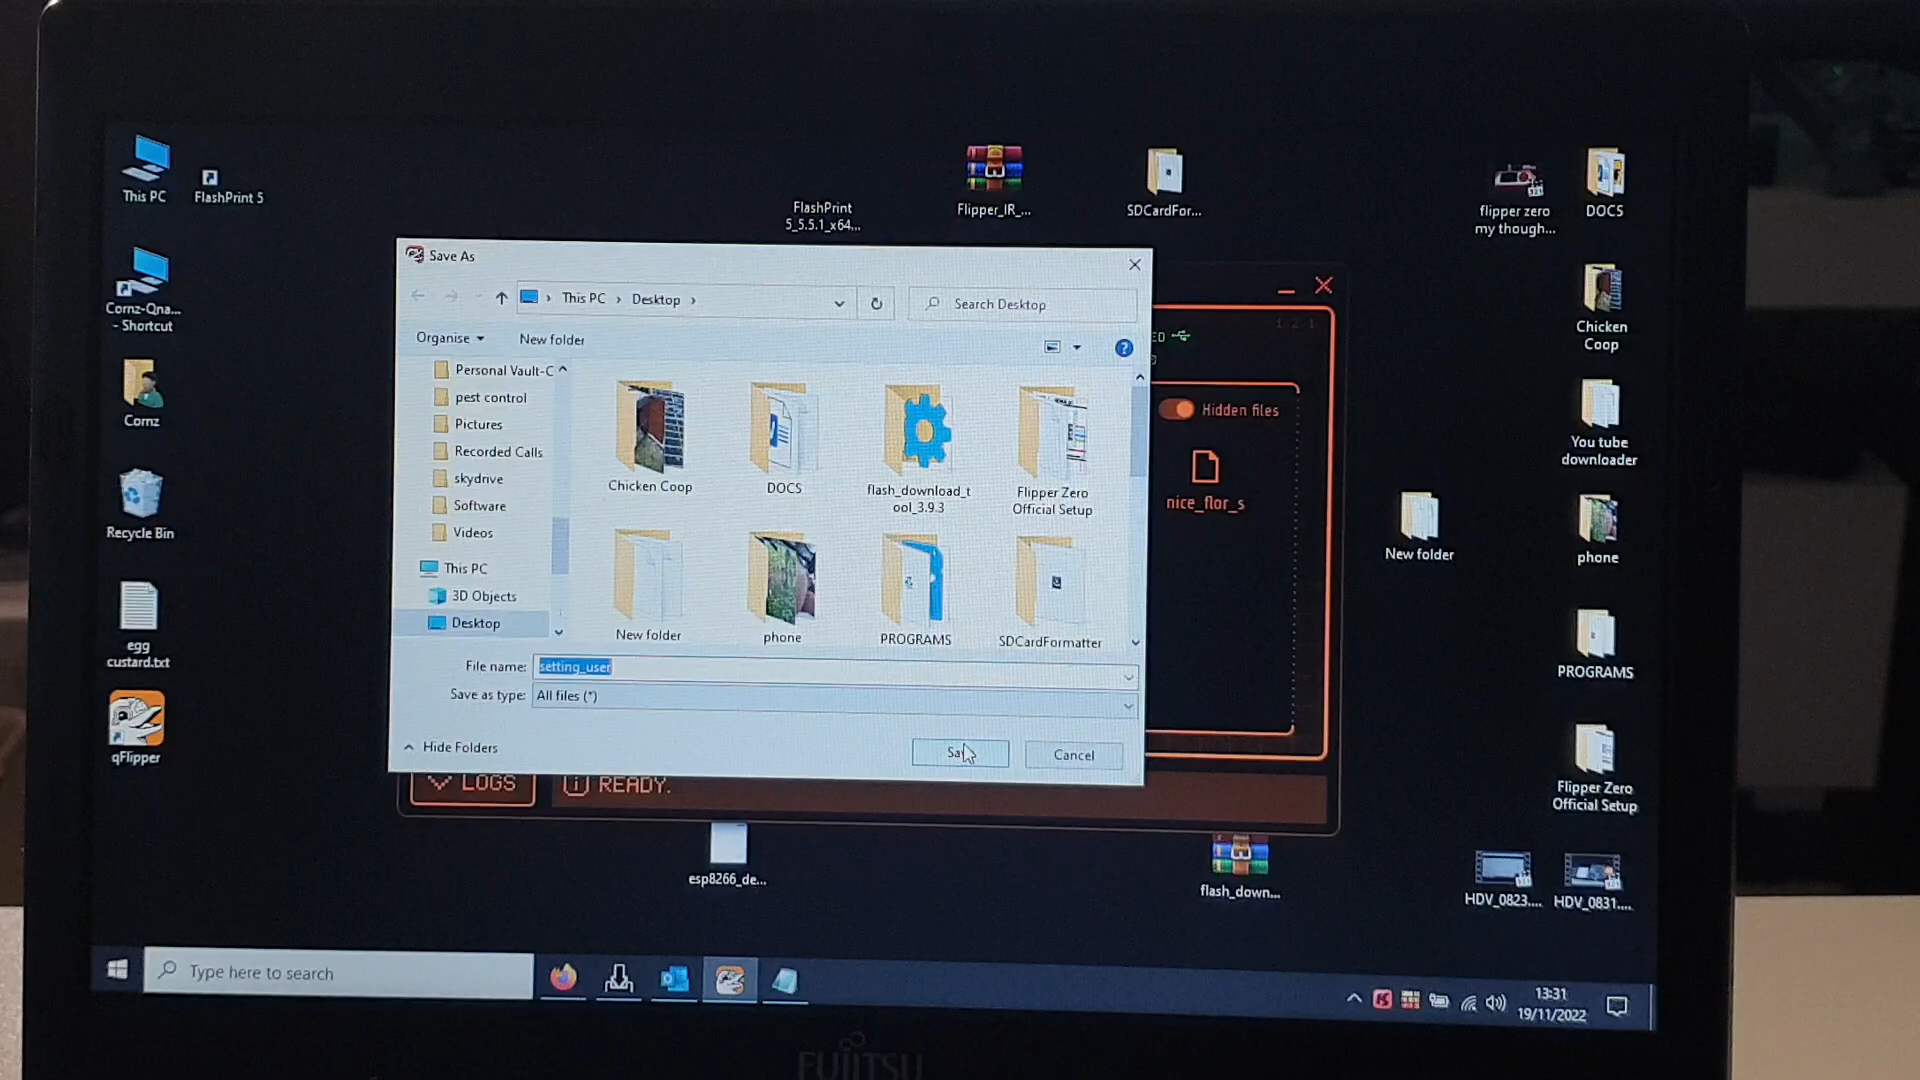 This PC
FlashPrint 5
FlashPrint
5_5.5.1_x64...
Flipper_IR_...
SDCardFor...
flipper zero
my though...
DOCS
Cornz-Qna...
- Shortcut
Cornz
Recycle Bin
egg
custard.txt
qFlipper
Save As
This PC
Desktop
Search Desktop
Organise
New folder
Personal Vault-C
pest control
Pictures
Recorded Calls
skydrive
Software
Videos
This PC
3D Objects
Desktop
Chicken Coop
DOCS
flash_download_t
ool_3.9.3
Flipper Zero
Official Setup
New folder
phone
PROGRAMS
SDCardFormatter
File name:
setting_user
Save as type:
All files (*)
Hide Folders
Cancel
1.2.1
Hidden files
nice_flor_s
LOGS
READY.
Chicken
Coop
You tube
downloader
New folder
phone
PROGRAMS
Flipper Zero
Official Setup
esp8266_de...
flash_down...
HDV_0823....
HDV_0831....
Type here to search
13:31
19/11/2022
FUJITSU